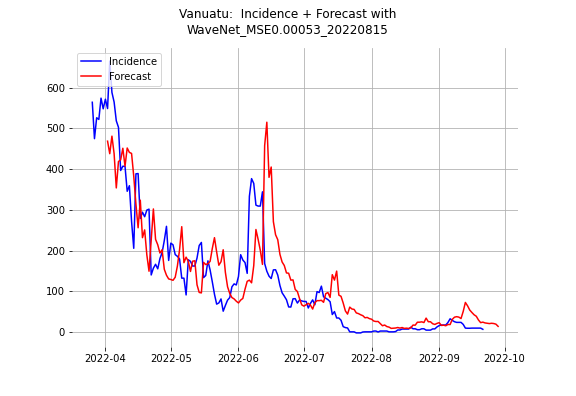 Vanuatu:  Incidence + Forecast with
WaveNet_MSE0.00053_20220815
Incidence
Forecast
600
500
400
300
200
100
0
2022-04 2022-05 2022-06 2022-07 2022-08 2022-09 2022-10